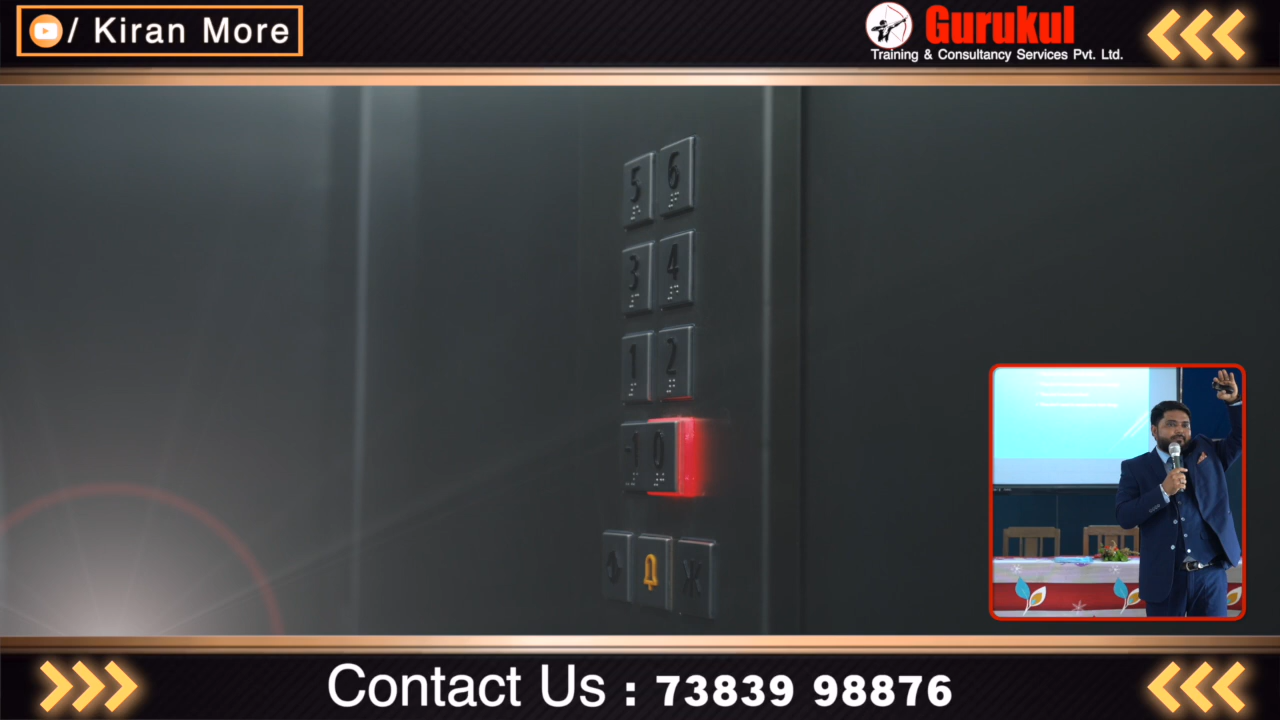 / Kiran More
Gurukul
Training & Consultancy Services Pvt. Ltd.
5 6
3 4
1 2
-1 0
Contact Us : 73839 98876